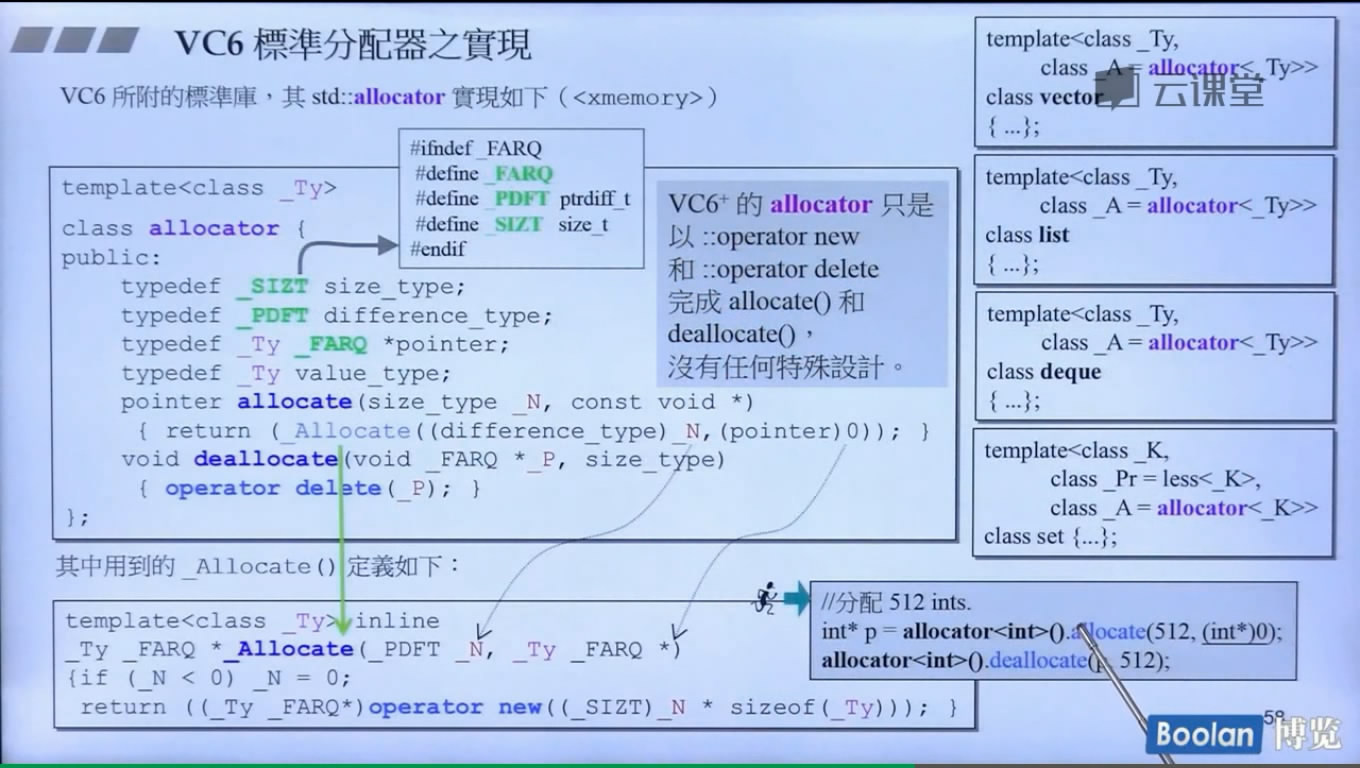 VC6 標準分配器之實現
VC6 所附的標準庫，其 std::allocator 實現如下（<xmemory>）
#ifndef _FARQ
#define _FARQ
#define _PDFT ptrdiff_t
#define _SIZT size_t
#endif
template<class _Ty>
class allocator {
public:
typedef _SIZT size_type;
typedef _PDFT difference_type;
typedef _Ty _FARQ *pointer;
typedef _Ty value_type;
pointer allocate(size_type _N, const void *)
{ return (_Allocate((difference_type)_N,(pointer)0)); }
void deallocate(void _FARQ *_P, size_type)
{ operator delete(_P); }
};
VC6+ 的 allocator 只是
以 ::operator new
和 ::operator delete
完成 allocate() 和
deallocate()，
沒有任何特殊設計。
其中用到的 _Allocate() 定義如下：
template<class _Ty> inline
_Ty _FARQ *_Allocate(_PDFT _N, _Ty _FARQ *)
{if (_N < 0) _N = 0;
return ((_Ty _FARQ*)operator new((_SIZT)_N * sizeof(_Ty))); }
template<class _Ty,
class _A = allocator<_Ty>>
class vector
{ ...};
云课堂
template<class _Ty,
class _A = allocator<_Ty>>
class list
{ ...};
template<class _Ty,
class _A = allocator<_Ty>>
class deque
{ ...};
template<class _K,
class _Pr = less<_K>,
class _A = allocator<_K>>
class set {...};
//分配 512 ints.
int* p = allocator<int>().allocate(512, (int*)0);
allocator<int>().deallocate(p, 512);
58
Boolan 博览